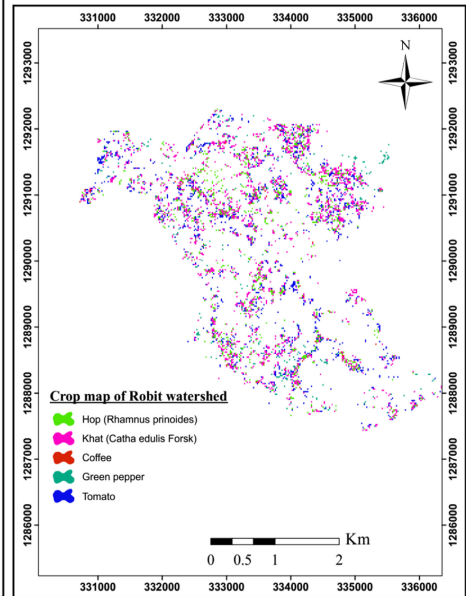 331000 332000 333000 334000 335000 336000
N
1293000
1292000
1291000
1290000
1289000
1288000
1287000
1286000
Crop map of Robit watershed
Hop (Rhamnus prinoides)
Khat (Catha edulis Forsk)
Coffee
Green pepper
Tomato
Km
0 0.5 1 2
1293000
1292000
1291000
1290000
1289000
1288000
1287000
1286000
331000 332000 333000 334000 335000 336000